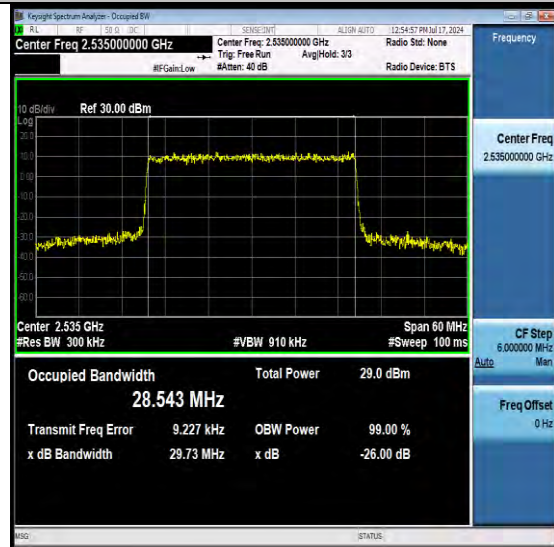 Keysight Spectrum Analyzer - Occupied BW
RL RF 50 Ω DC SENSE:INT ALIGN AUTO 12:54:57 PM Jul 17, 2024
Center Freq 2.535000000 GHz
Center Freq: 2.535000000 GHz
Radio Std: None
Trig: Free Run Avg|Hold: 3/3
#IFGain:Low #Atten: 40 dB Radio Device: BTS
Frequency
10 dB/div Ref 30.00 dBm
Log
20.0
10.0
0.00
-10.0
-20.0
-30.0
-40.0
-50.0
-60.0
Center Freq
2.535000000 GHz
Center 2.535 GHz Span 60 MHz
#Res BW 300 kHz #VBW 910 kHz #Sweep 100 ms
CF Step
6.000000 MHz
Auto Man
Occupied Bandwidth Total Power 29.0 dBm
28.543 MHz
Transmit Freq Error 9.227 kHz OBW Power 99.00 %
x dB Bandwidth 29.73 MHz x dB -26.00 dB
Freq Offset
0 Hz
MSG STATUS